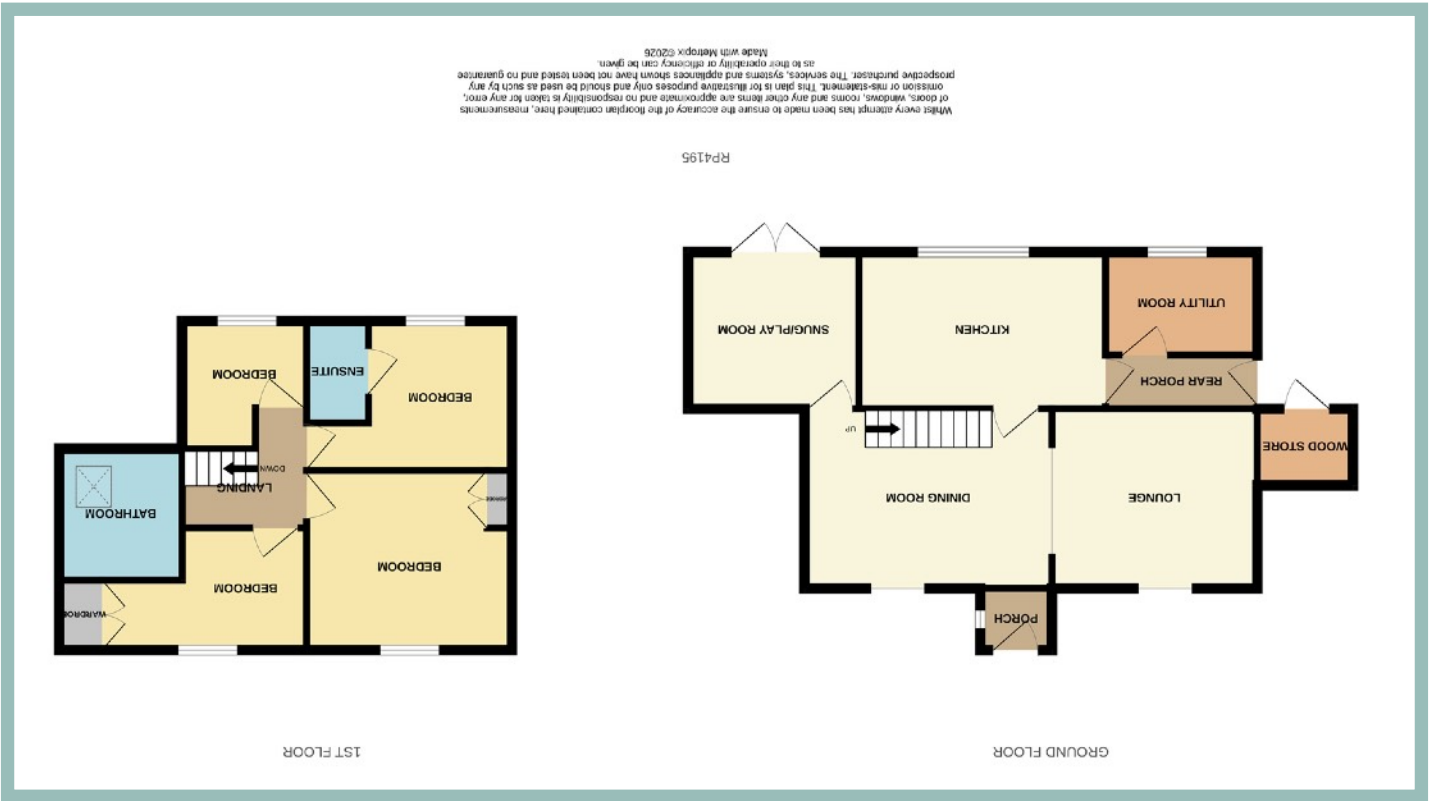 GROUND FLOOR
PORCH
LOUNGE
DINING ROOM
WOOD STORE
UP
REAR PORCH
KITCHEN
SNUG/PLAY ROOM
UTILITY ROOM
1ST FLOOR
BEDROOM
BEDROOM
BATHROOM
LANDING
DOWN
BEDROOM
ENSUITE
BEDROOM
RP4195
Whilst every attempt has been made to ensure the accuracy of the floorplan contained here, measurements
of doors, windows, rooms and any other items are approximate and no responsibility is taken for any error,
omission or mis-statement. This plan is for illustrative purposes only and should be used as such by any
prospective purchaser. The services, systems and appliances shown have not been tested and no guarantee
as to their operability or efficiency can be given.
Made with Metropix ©2026